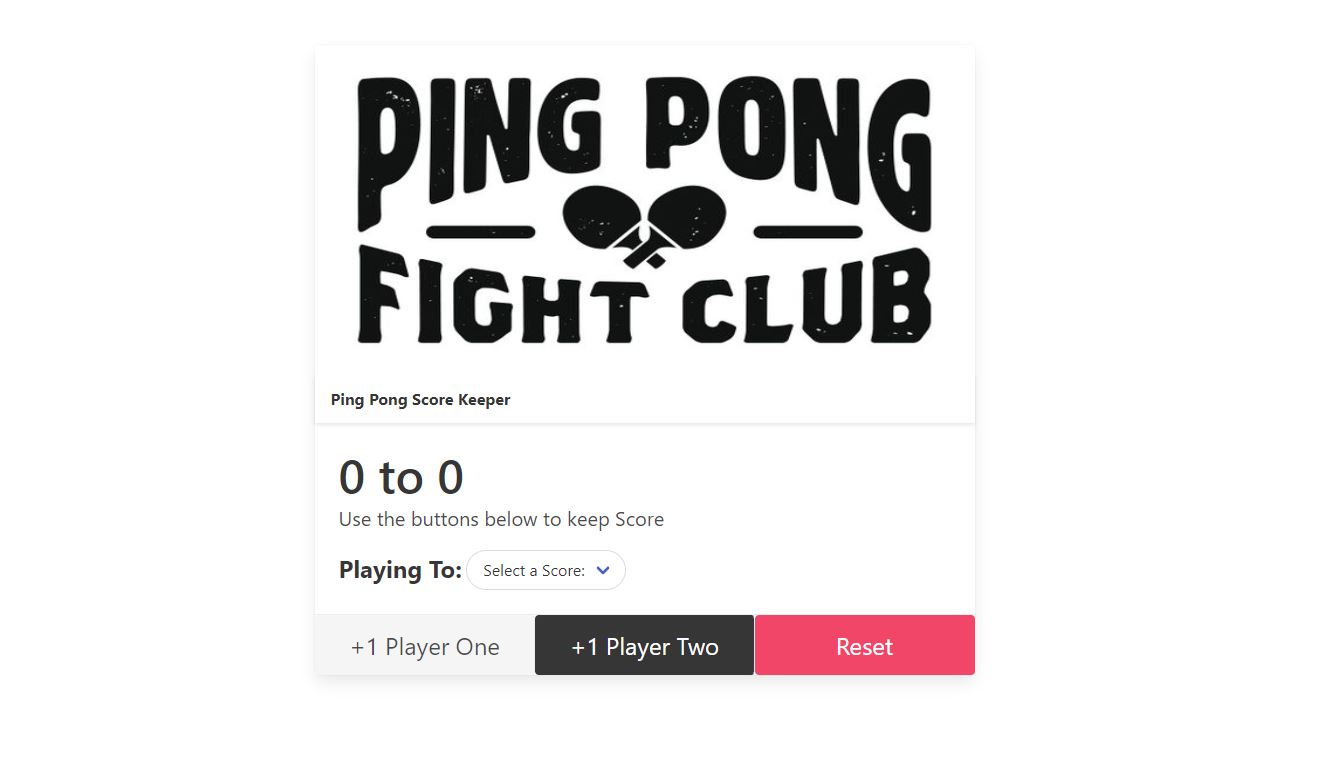 PING PONG
FIGHT CLUB
Ping Pong Score Keeper
0 to 0
Use the buttons below to keep Score
Playing To: Select a Score:
+1 Player One +1 Player Two Reset